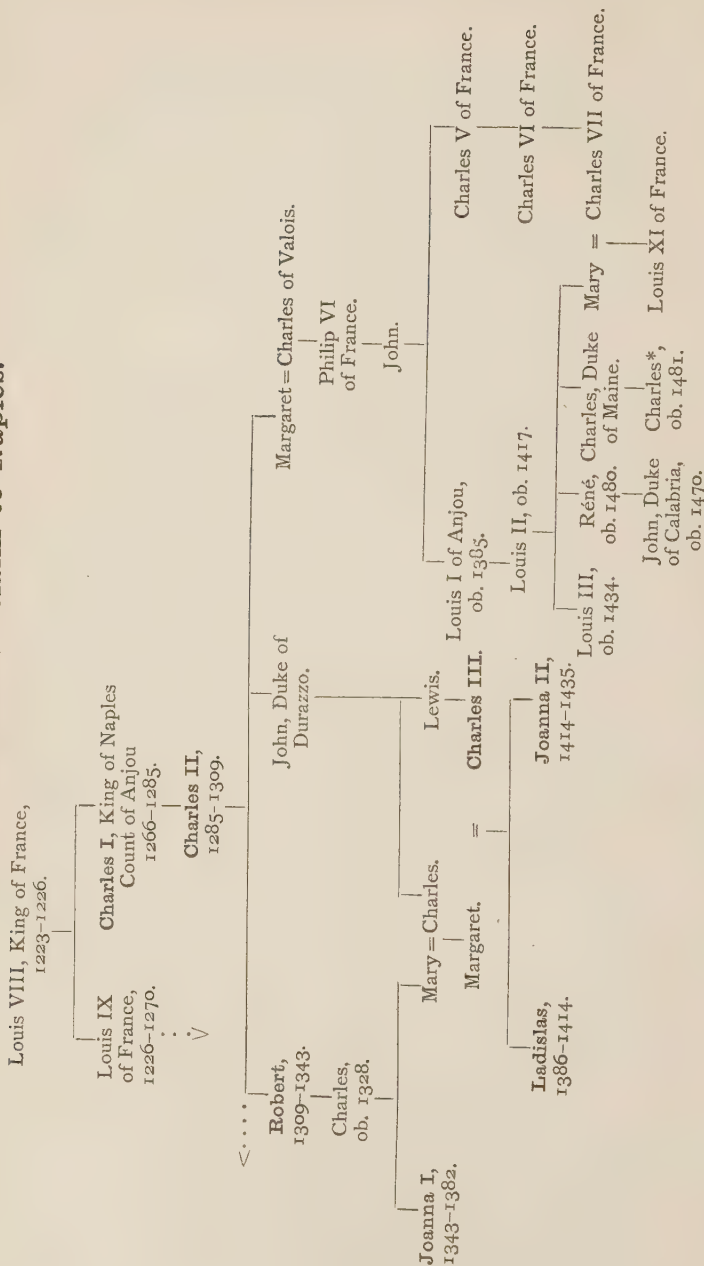 Claim to Naples.
Louis VIII, King of France,
1223–1226.
Louis IX
of France,
1226–1270.
Charles I, King of Naples
Count of Anjou
1266–1285.
Charles II,
1285–1309.
Robert,
1309–1343.
John, Duke of
Durazzo.
Margaret = Charles of Valois.
Charles,
ob. 1328.
Philip VI
of France.
John.
Joanna I,
1343–1382.
Mary = Charles.
Lewis.
Louis I of Anjou,
ob. 1385.
Charles V of France.
Margaret. = Charles III.
Louis II, ob. 1417.
Charles VI of France.
Ladislas,
1386–1414.
Joanna II,
1414–1435.
Louis III,
ob. 1434.
Réné,
ob. 1480.
Charles, Duke
of Maine.
Mary = Charles VII of France.
John, Duke
of Calabria,
ob. 1470.
Charles*,
ob. 1481.
Louis XI of France.